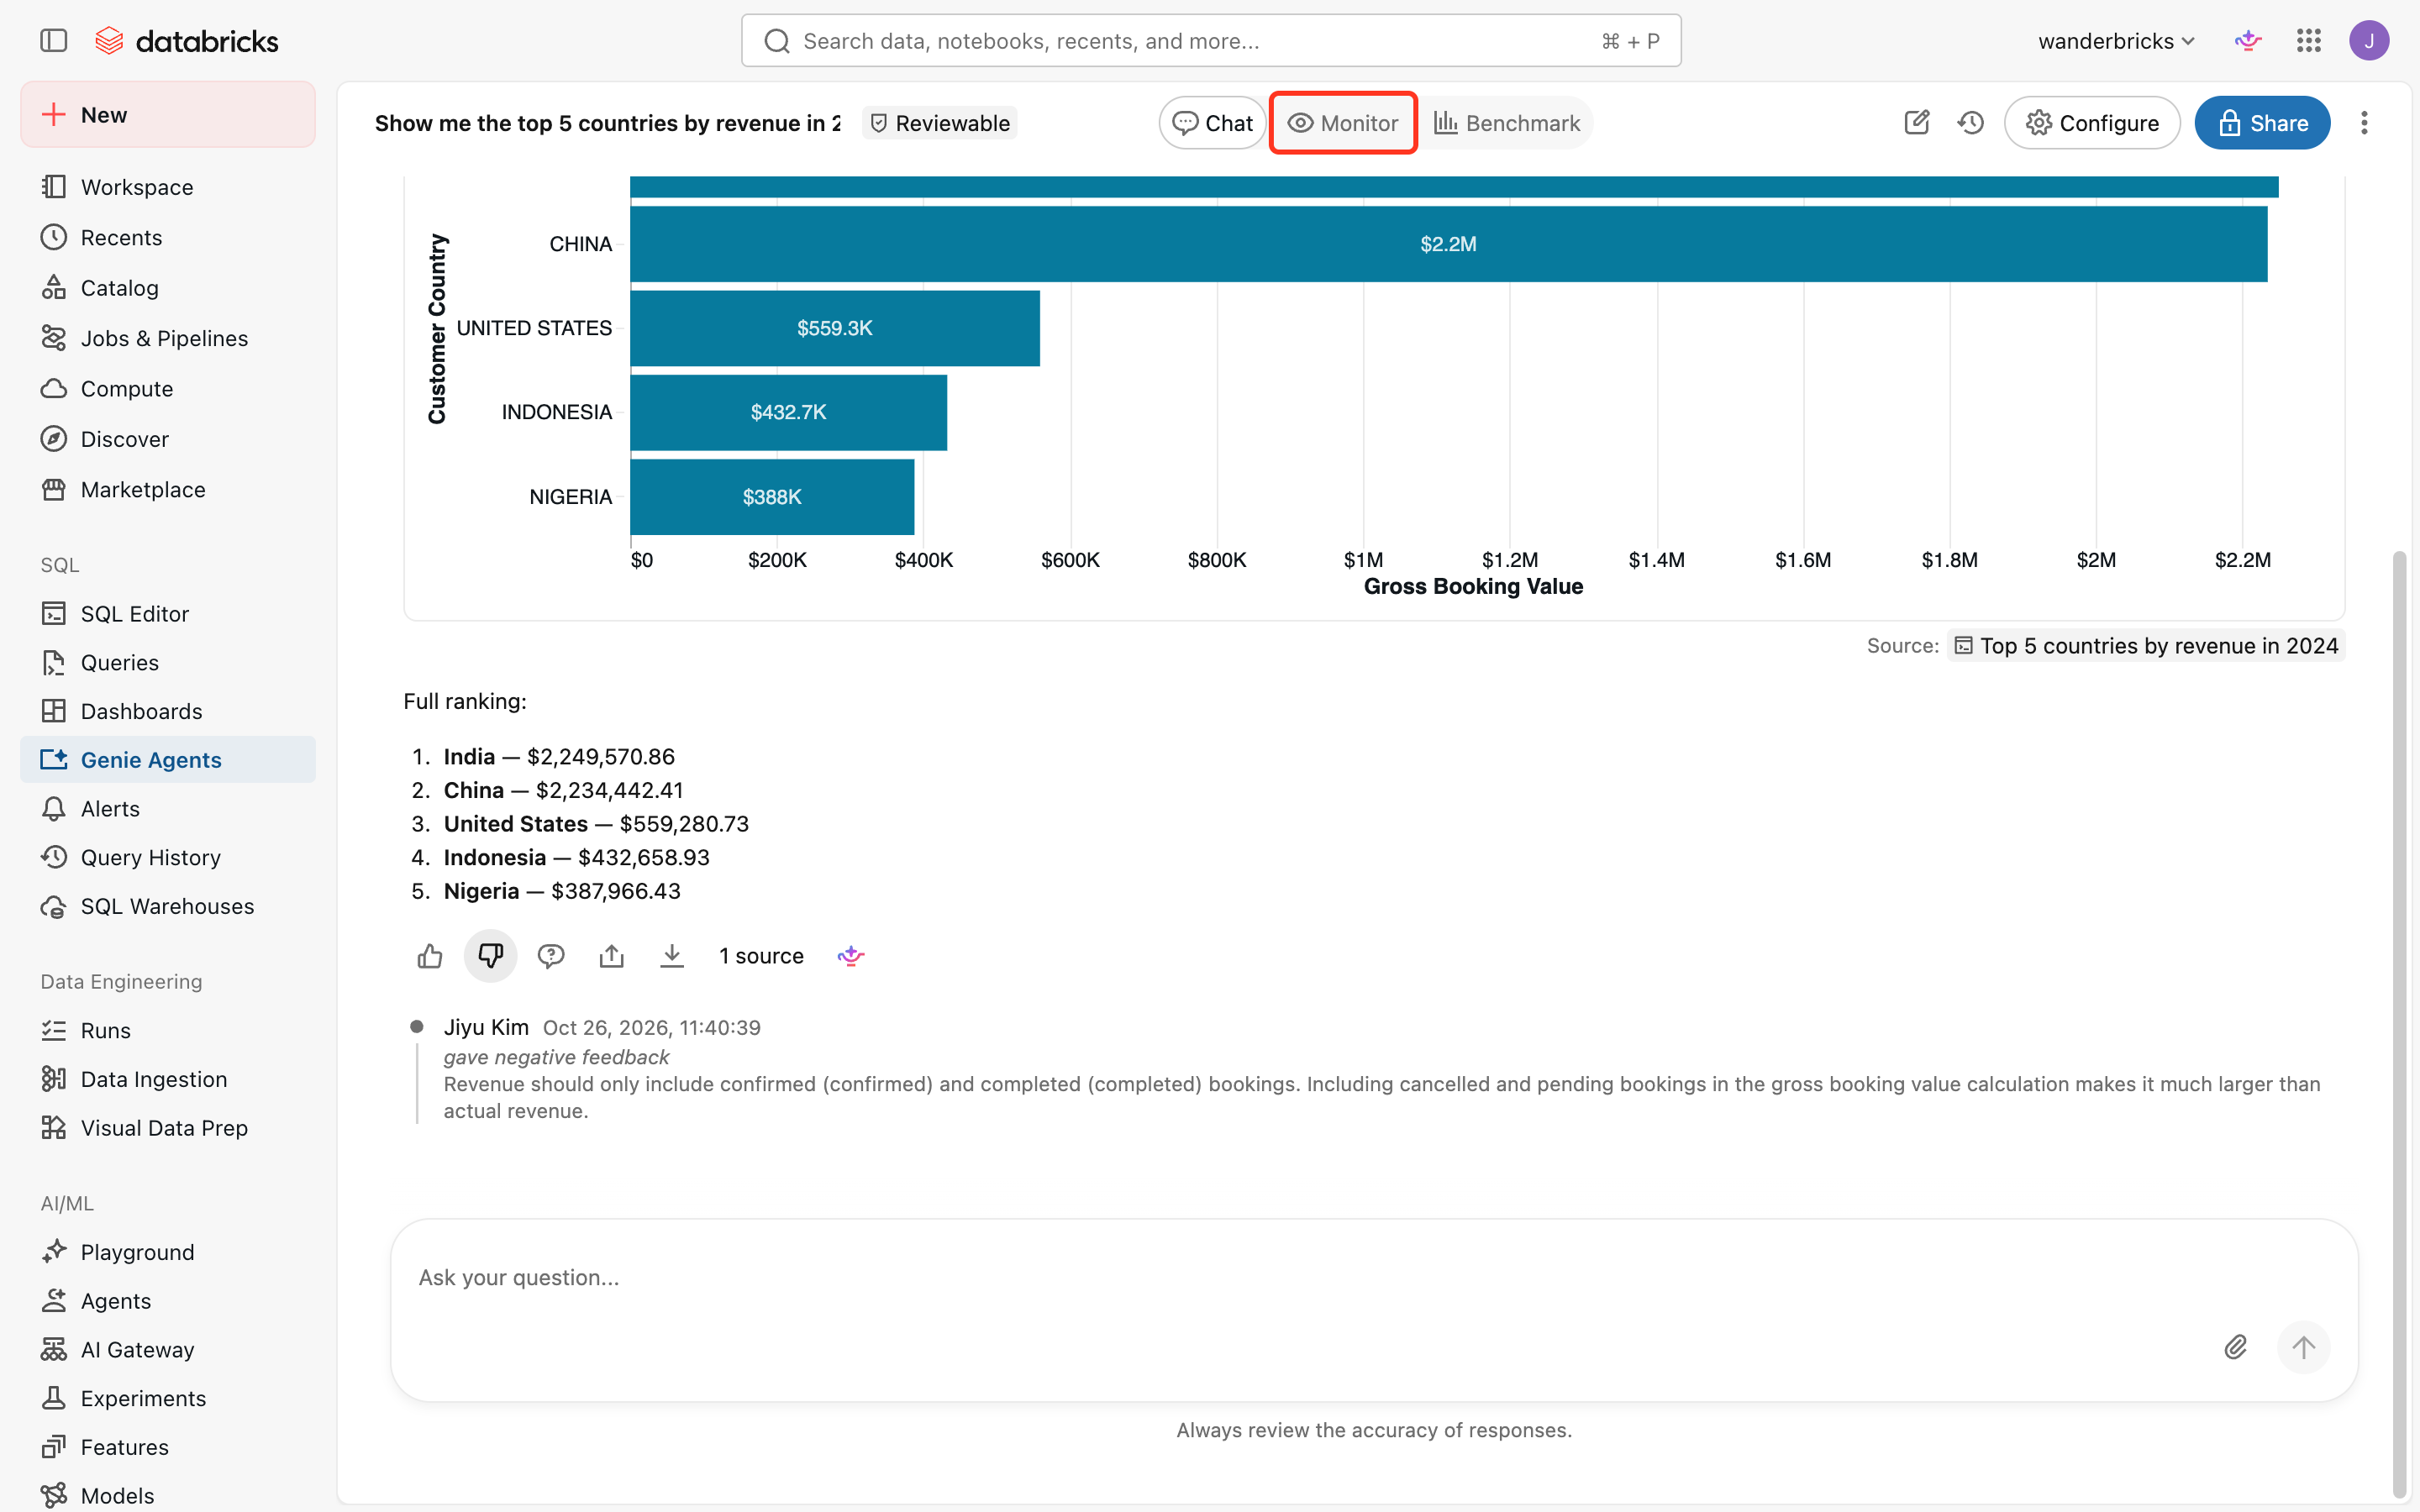 databricks
Search data, notebooks, recents, and more...
⌘ + P
wanderbricks
J
New
Workspace
Recents
Catalog
Jobs & Pipelines
Compute
Discover
Marketplace
SQL
SQL Editor
Queries
Dashboards
Genie Agents
Alerts
Query History
SQL Warehouses
Data Engineering
Runs
Data Ingestion
Visual Data Prep
AI/ML
Playground
Agents
AI Gateway
Experiments
Features
Models
Show me the top 5 countries by revenue in 2
Reviewable
Chat
Monitor
Benchmark
Configure
Share
Customer Country
CHINA
$2.2M
UNITED STATES
$559.3K
INDONESIA
$432.7K
NIGERIA
$388K
$0 $200K $400K $600K $800K $1M $1.2M $1.4M $1.6M $1.8M $2M $2.2M
Gross Booking Value
Source: Top 5 countries by revenue in 2024
Full ranking:
1. India — $2,249,570.86
2. China — $2,234,442.41
3. United States — $559,280.73
4. Indonesia — $432,658.93
5. Nigeria — $387,966.43
1 source
Jiyu Kim Oct 26, 2026, 11:40:39
gave negative feedback
Revenue should only include confirmed (confirmed) and completed (completed) bookings. Including cancelled and pending bookings in the gross booking value calculation makes it much larger than
actual revenue.
Ask your question...
Always review the accuracy of responses.